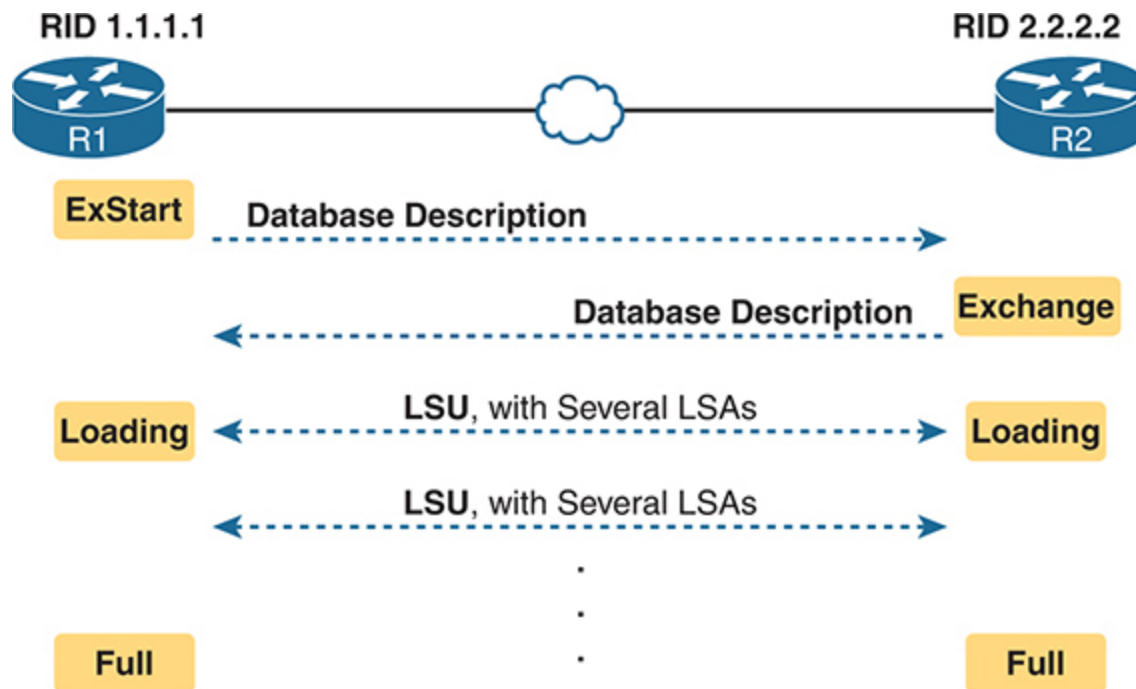 RID 1.1.1.1
RID 2.2.2.2
R1
R2
ExStart
Database Description
Exchange
Database Description
Loading
LSU, with Several LSAs
Loading
LSU, with Several LSAs
.
.
.
Full
Full